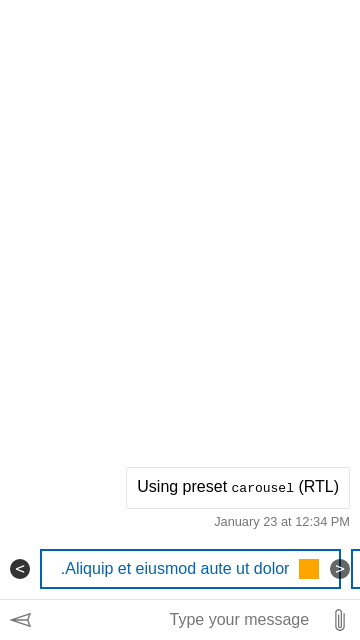 Using preset carousel (RTL)
January 23 at 12:34 PM
< .Aliquip et eiusmod aute ut dolor >
Type your message